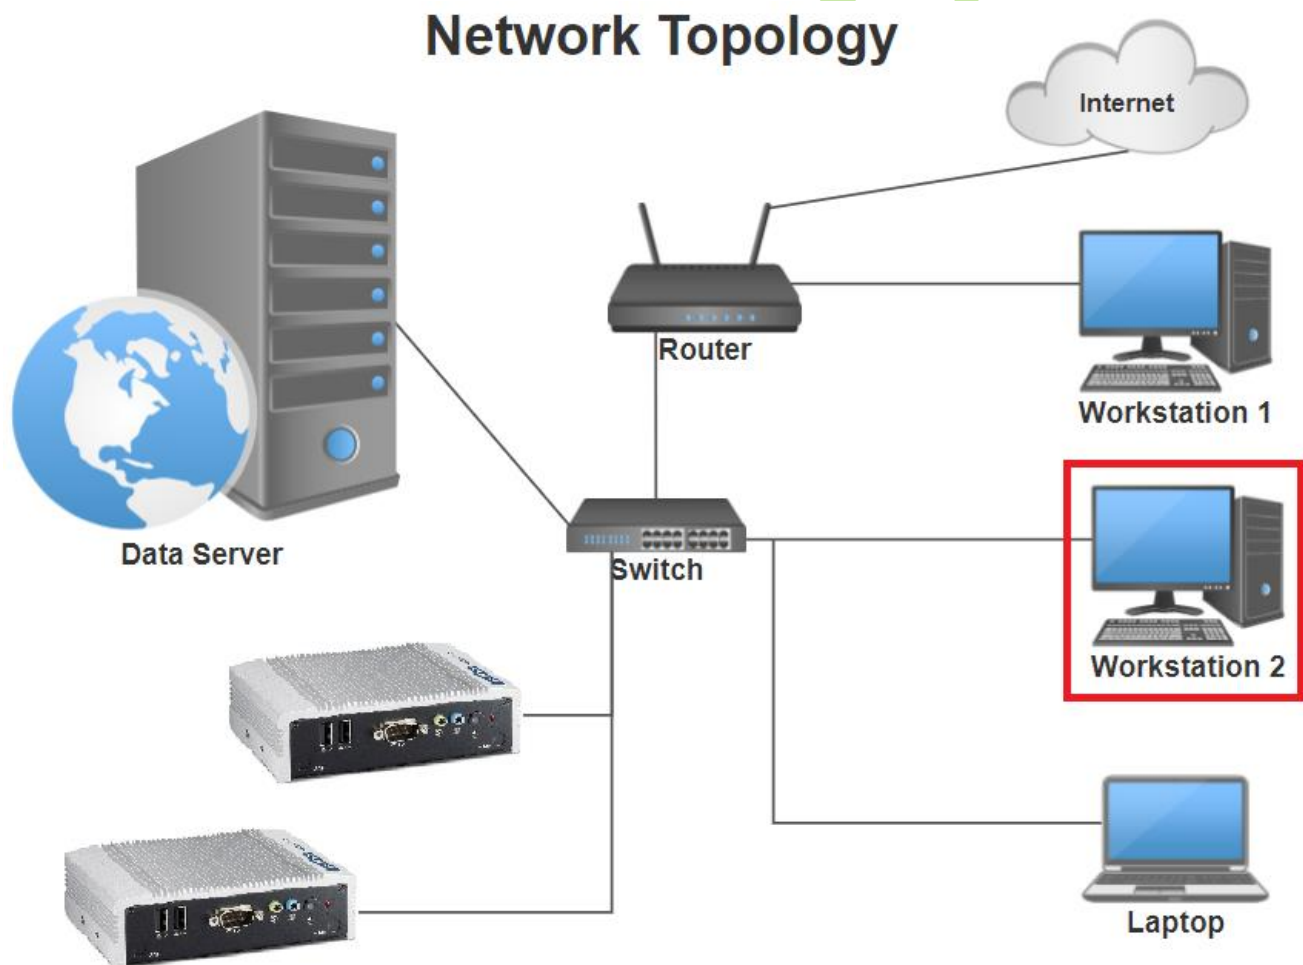 Network Topology
Internet
Router
Workstation 1
Data Server
Switch
Workstation 2
Laptop